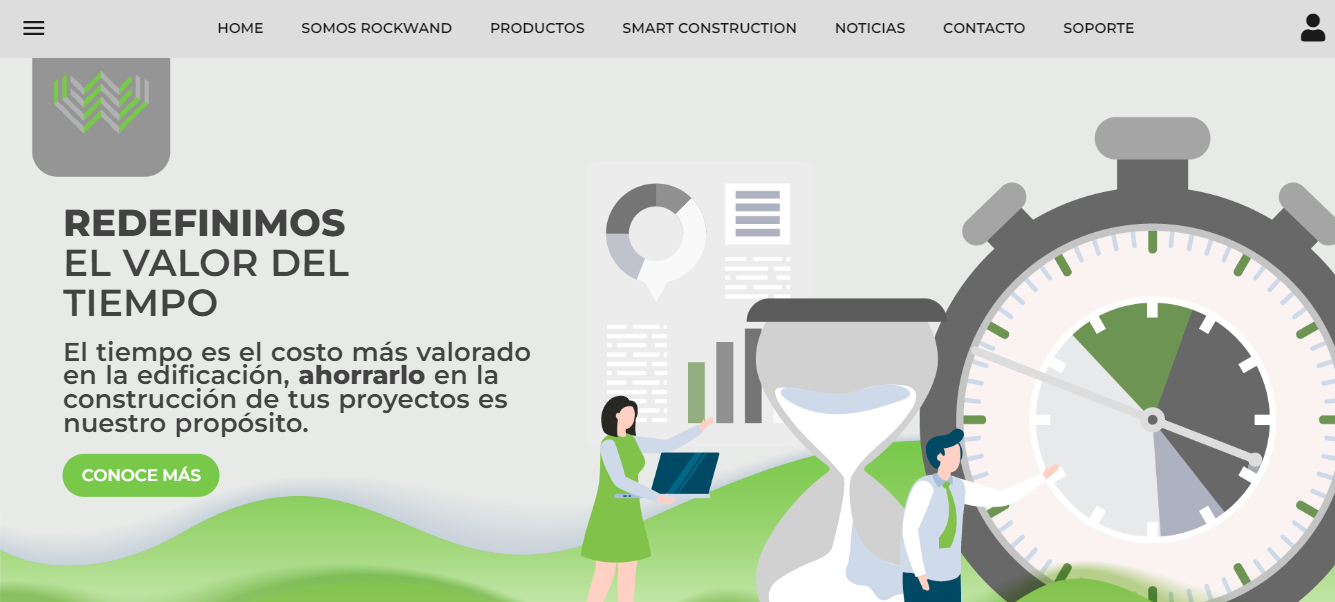 HOME SOMOS ROCKWAND PRODUCTOS SMART CONSTRUCTION NOTICIAS CONTACTO SOPORTE
REDEFINIMOS
EL VALOR DEL
TIEMPO
El tiempo es el costo más valorado
en la edificación, ahorrarlo en la
construcción de tus proyectos es
nuestro propósito.
CONOCE MÁS